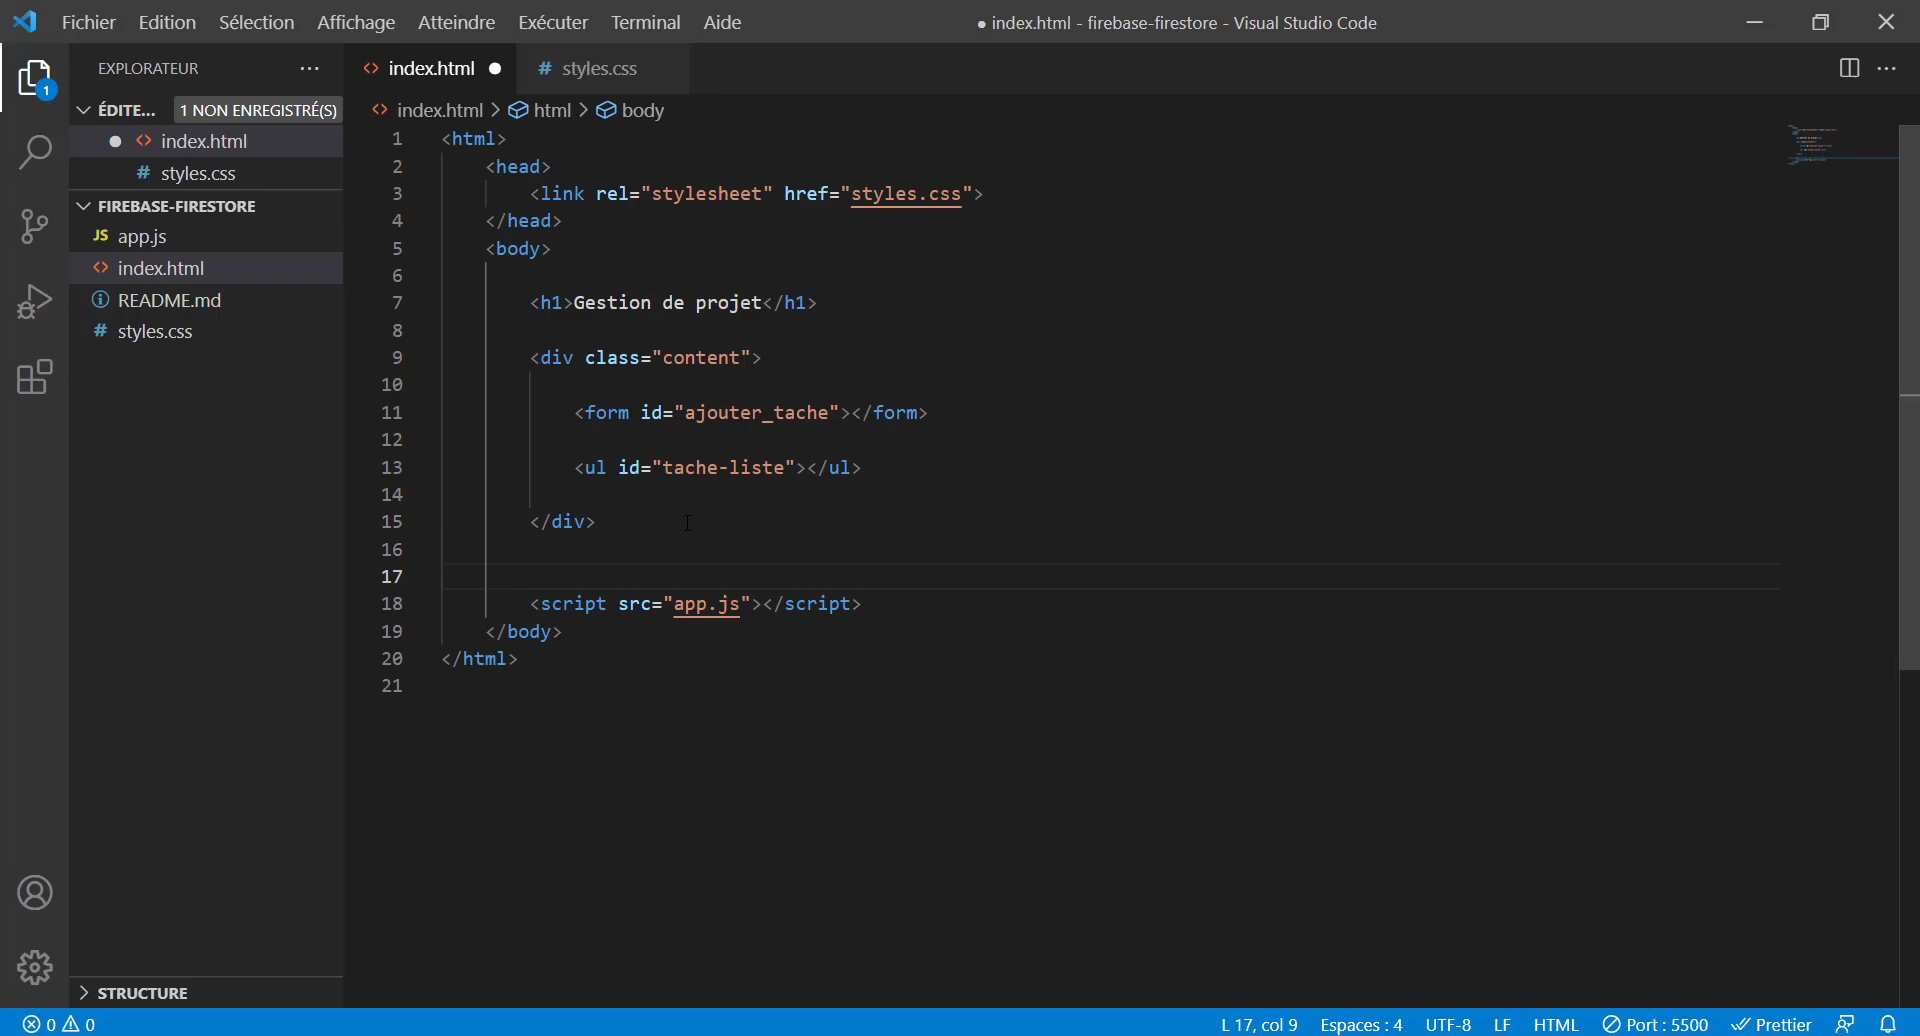 Fichier Edition Sélection Affichage Atteindre Exécuter Terminal Aide
● index.html - firebase-firestore - Visual Studio Code
EXPLORATEUR
1
ÉDITE... 1 NON ENREGISTRÉ(S)
index.html
# styles.css
FIREBASE-FIRESTORE
JS app.js
<> index.html
README.md
# styles.css
STRUCTURE
<> index.html ● # styles.css
<> index.html > html > body
1 <html>
2 <head>
3 <link rel="stylesheet" href="styles.css">
4 </head>
5 <body>
6
7 <h1>Gestion de projet</h1>
8
9 <div class="content">
10
11 <form id="ajouter_tache"></form>
12
13 <ul id="tache-liste"></ul>
14
15 </div>
16
17
18 <script src="app.js"></script>
19 </body>
20 </html>
21
0 0 L 17, col 9 Espaces : 4 UTF-8 LF HTML Port : 5500 Prettier